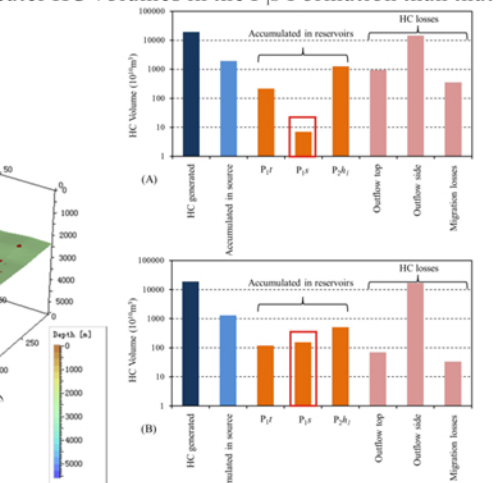 HC Volumes in the P₁s Formation than that
50
0
0
1000
2000
3000
4000
5000
250
Depth [m]
0
1000
2000
3000
4000
5000
100000
10000
1000
100
10
1
HC Volume (10¹⁰m³)
HC losses
Accumulated in reservoirs
(A)
HC generated
Accumulated in source
P₁t
P₁s
P₂h₁
Outflow top
Outflow side
Migration losses
100000
10000
1000
100
10
1
HC Volume (10¹⁰m³)
HC losses
Accumulated in reservoirs
(B)
HC generated
mulated in source
P₁t
P₁s
P₂h₁
Outflow top
Outflow side
Migration losses